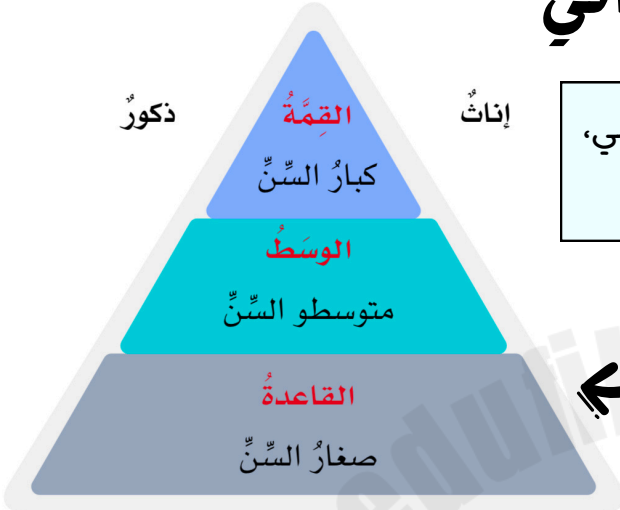 إناثٌ
ذكورٌ
القِمَّةُ
كبارُ السِّنِّ
الوسَطُ
متوسطو السِّنِّ
القاعدةُ
صغارُ السِّنِّ